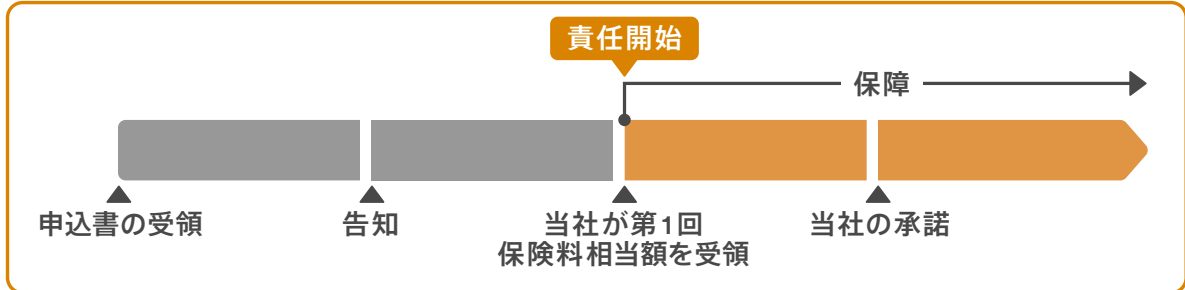 責任開始
保障
申込書の受領
告知
当社が第1回
保険料相当額を受領
当社の承諾